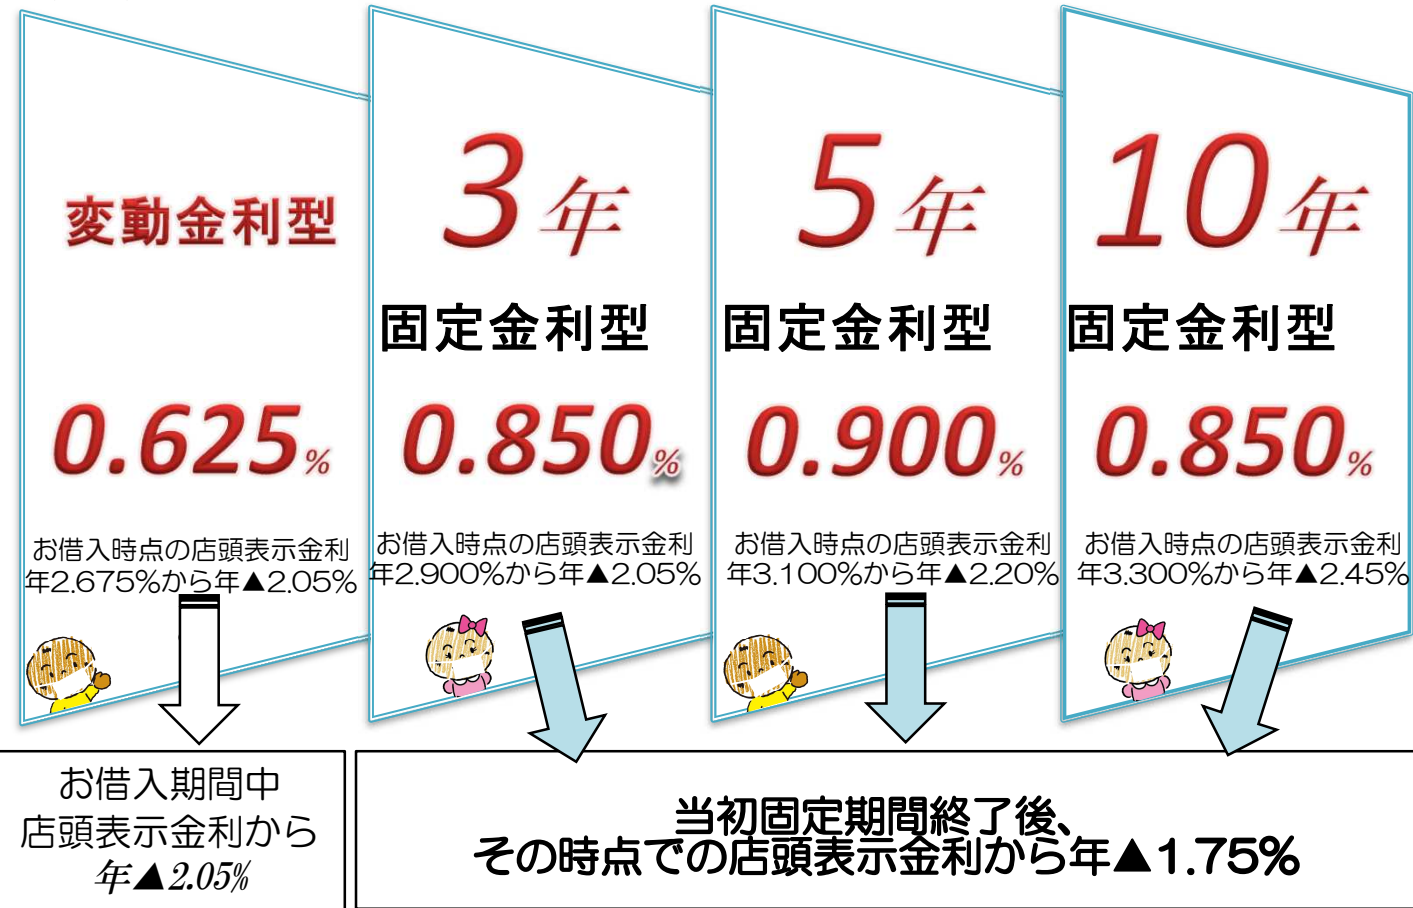 変動金利型
0.625%
お借入時点の店頭表示金利
年2.675%から年▲2.05%
3年
固定金利型
0.850%
お借入時点の店頭表示金利
年2.900%から年▲2.05%
5年
固定金利型
0.900%
お借入時点の店頭表示金利
年3.100%から年▲2.20%
10年
固定金利型
0.850%
お借入時点の店頭表示金利
年3.300%から年▲2.45%
お借入期間中
店頭表示金利から
年▲2.05%
当初固定期間終了後、
その時点での店頭表示金利から年▲1.75%